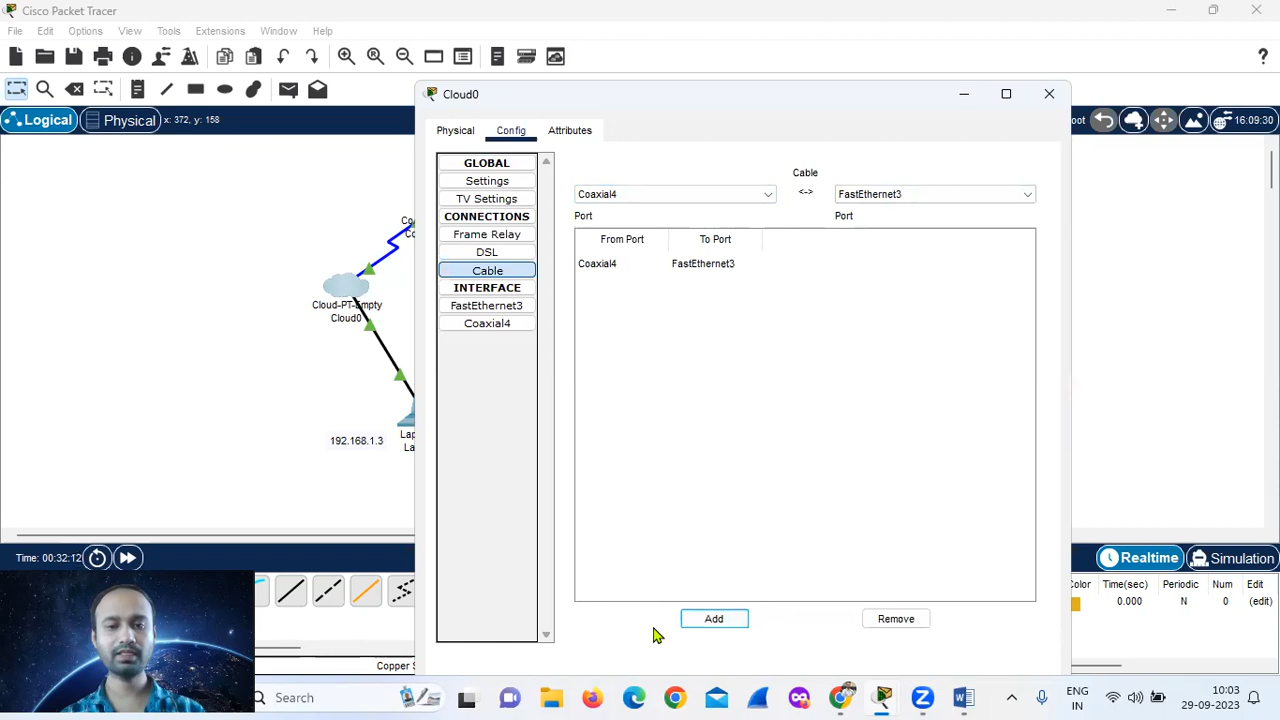 Cisco Packet Tracer
File Edit Options View Tools Extensions Window Help
Logical Physical x: 372, y: 158
16:09:30
Cloud0
Physical Config Attributes
GLOBAL
Settings
TV Settings
CONNECTIONS
Frame Relay
DSL
Cable
INTERFACE
FastEthernet3
Coaxial4
Cable
Coaxial4 <-> FastEthernet3
Port Port
From Port To Port
Coaxial4 FastEthernet3
Add Remove
Cloud-PT-Empty
Cloud0
192.168.1.3
Time: 00:32:12
Realtime Simulation
Time(sec) Periodic Num Edit
0.000 N 0 (edit)
Search
ENG
IN
10:03
29-09-2023